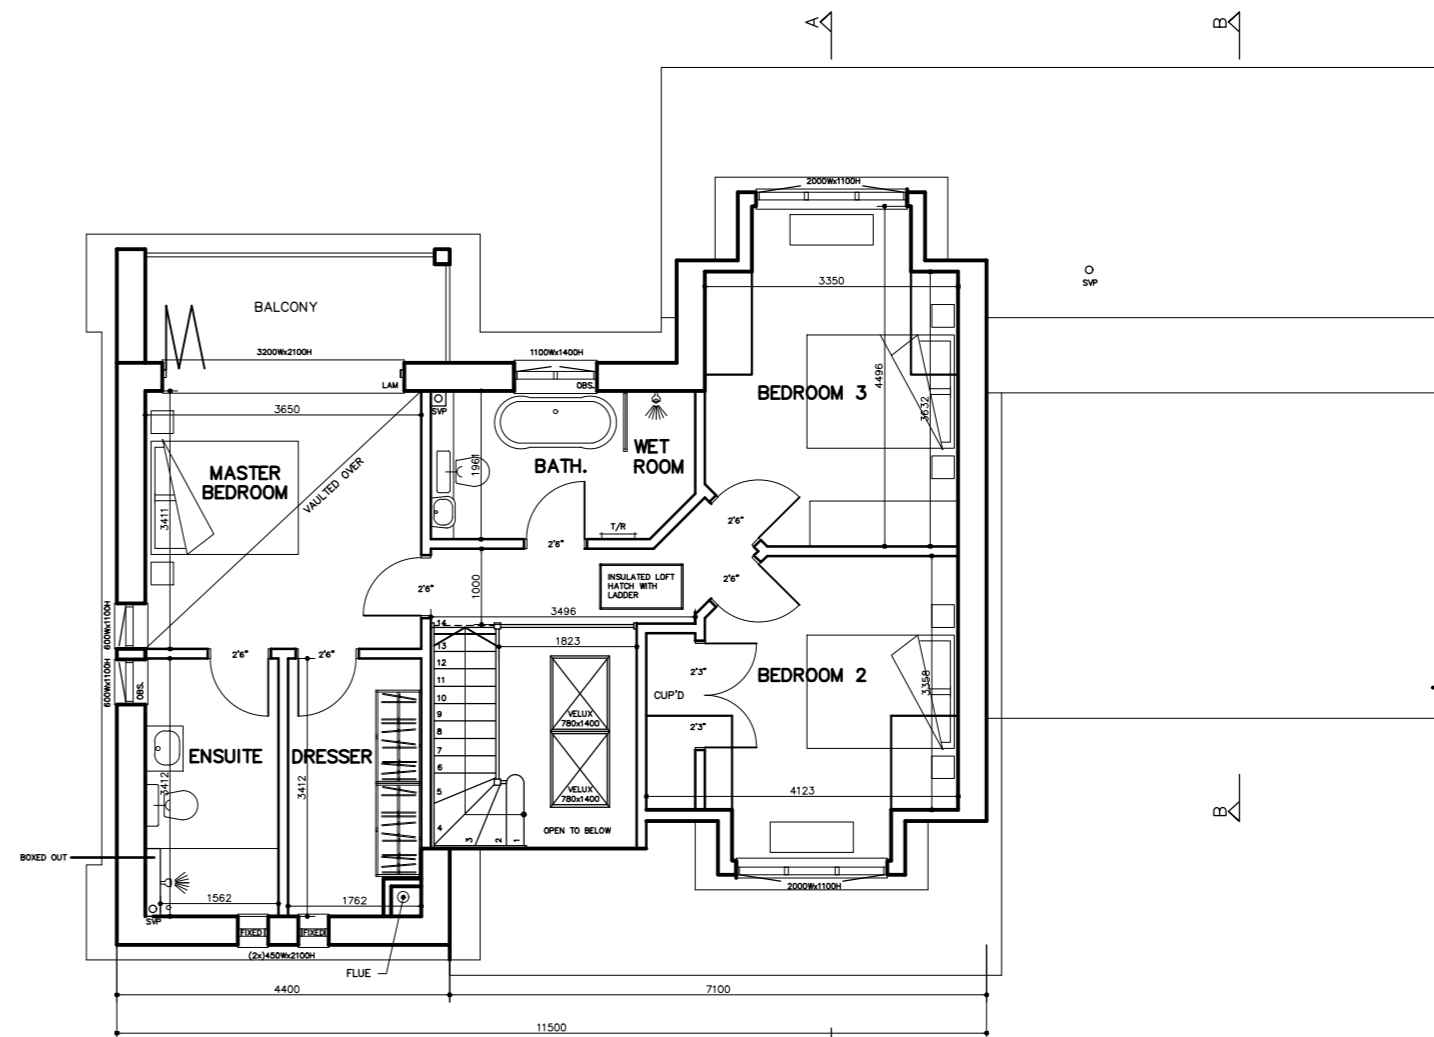 A
B
2000Wx1100H
SVP
3350
BALCONY
3200Wx2100H
1100Wx1400H
LAM
OBS.
SVP
3650
BEDROOM 3
4496
3632
MASTER
BEDROOM
VAULTED OVER
1961
BATH.
WET
ROOM
3411
T/R
2'6"
2'6"
2'6"
2'6"
1000
INSULATED LOFT
HATCH WITH
LADDER
3496
600Wx1100H
14
13
12
11
10
9
8
7
6
5
4
3
2
1
1823
2'6"
2'6"
600Wx1100H
OBS.
2'3"
CUP'D
2'3"
BEDROOM 2
3358
VELUX
780x1400
VELUX
780x1400
ENSUITE
DRESSER
3412
3412
4123
OPEN TO BELOW
BOXED OUT
B
1562
1762
SVP
2000Wx1100H
FIXED
FIXED
(2x)450Wx2100H
FLUE
4400
7100
11500